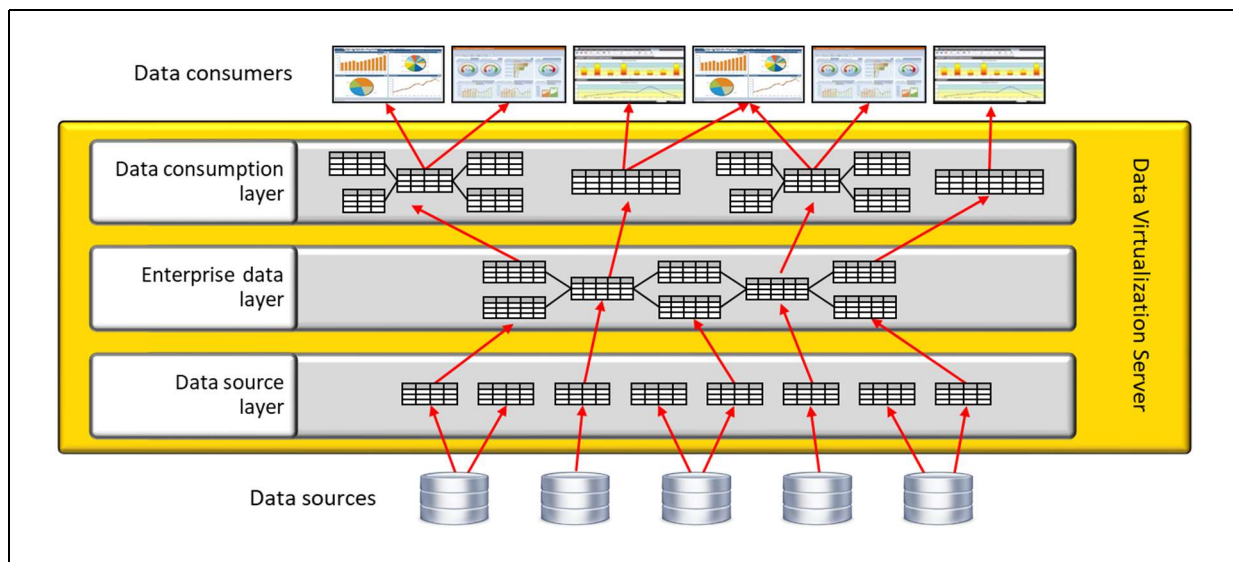 Data consumers
Data consumption
layer
Enterprise data
layer
Data source
layer
Data Virtualization Server
Data sources